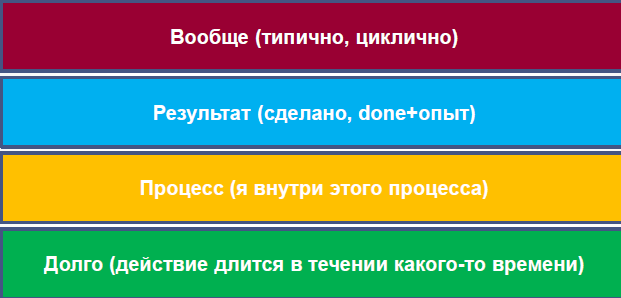 Вообще (типично, циклично)
Результат (сделано, done+опыт)
Процесс (я внутри этого процесса)
Долго (действие длится в течении какого-то времени)